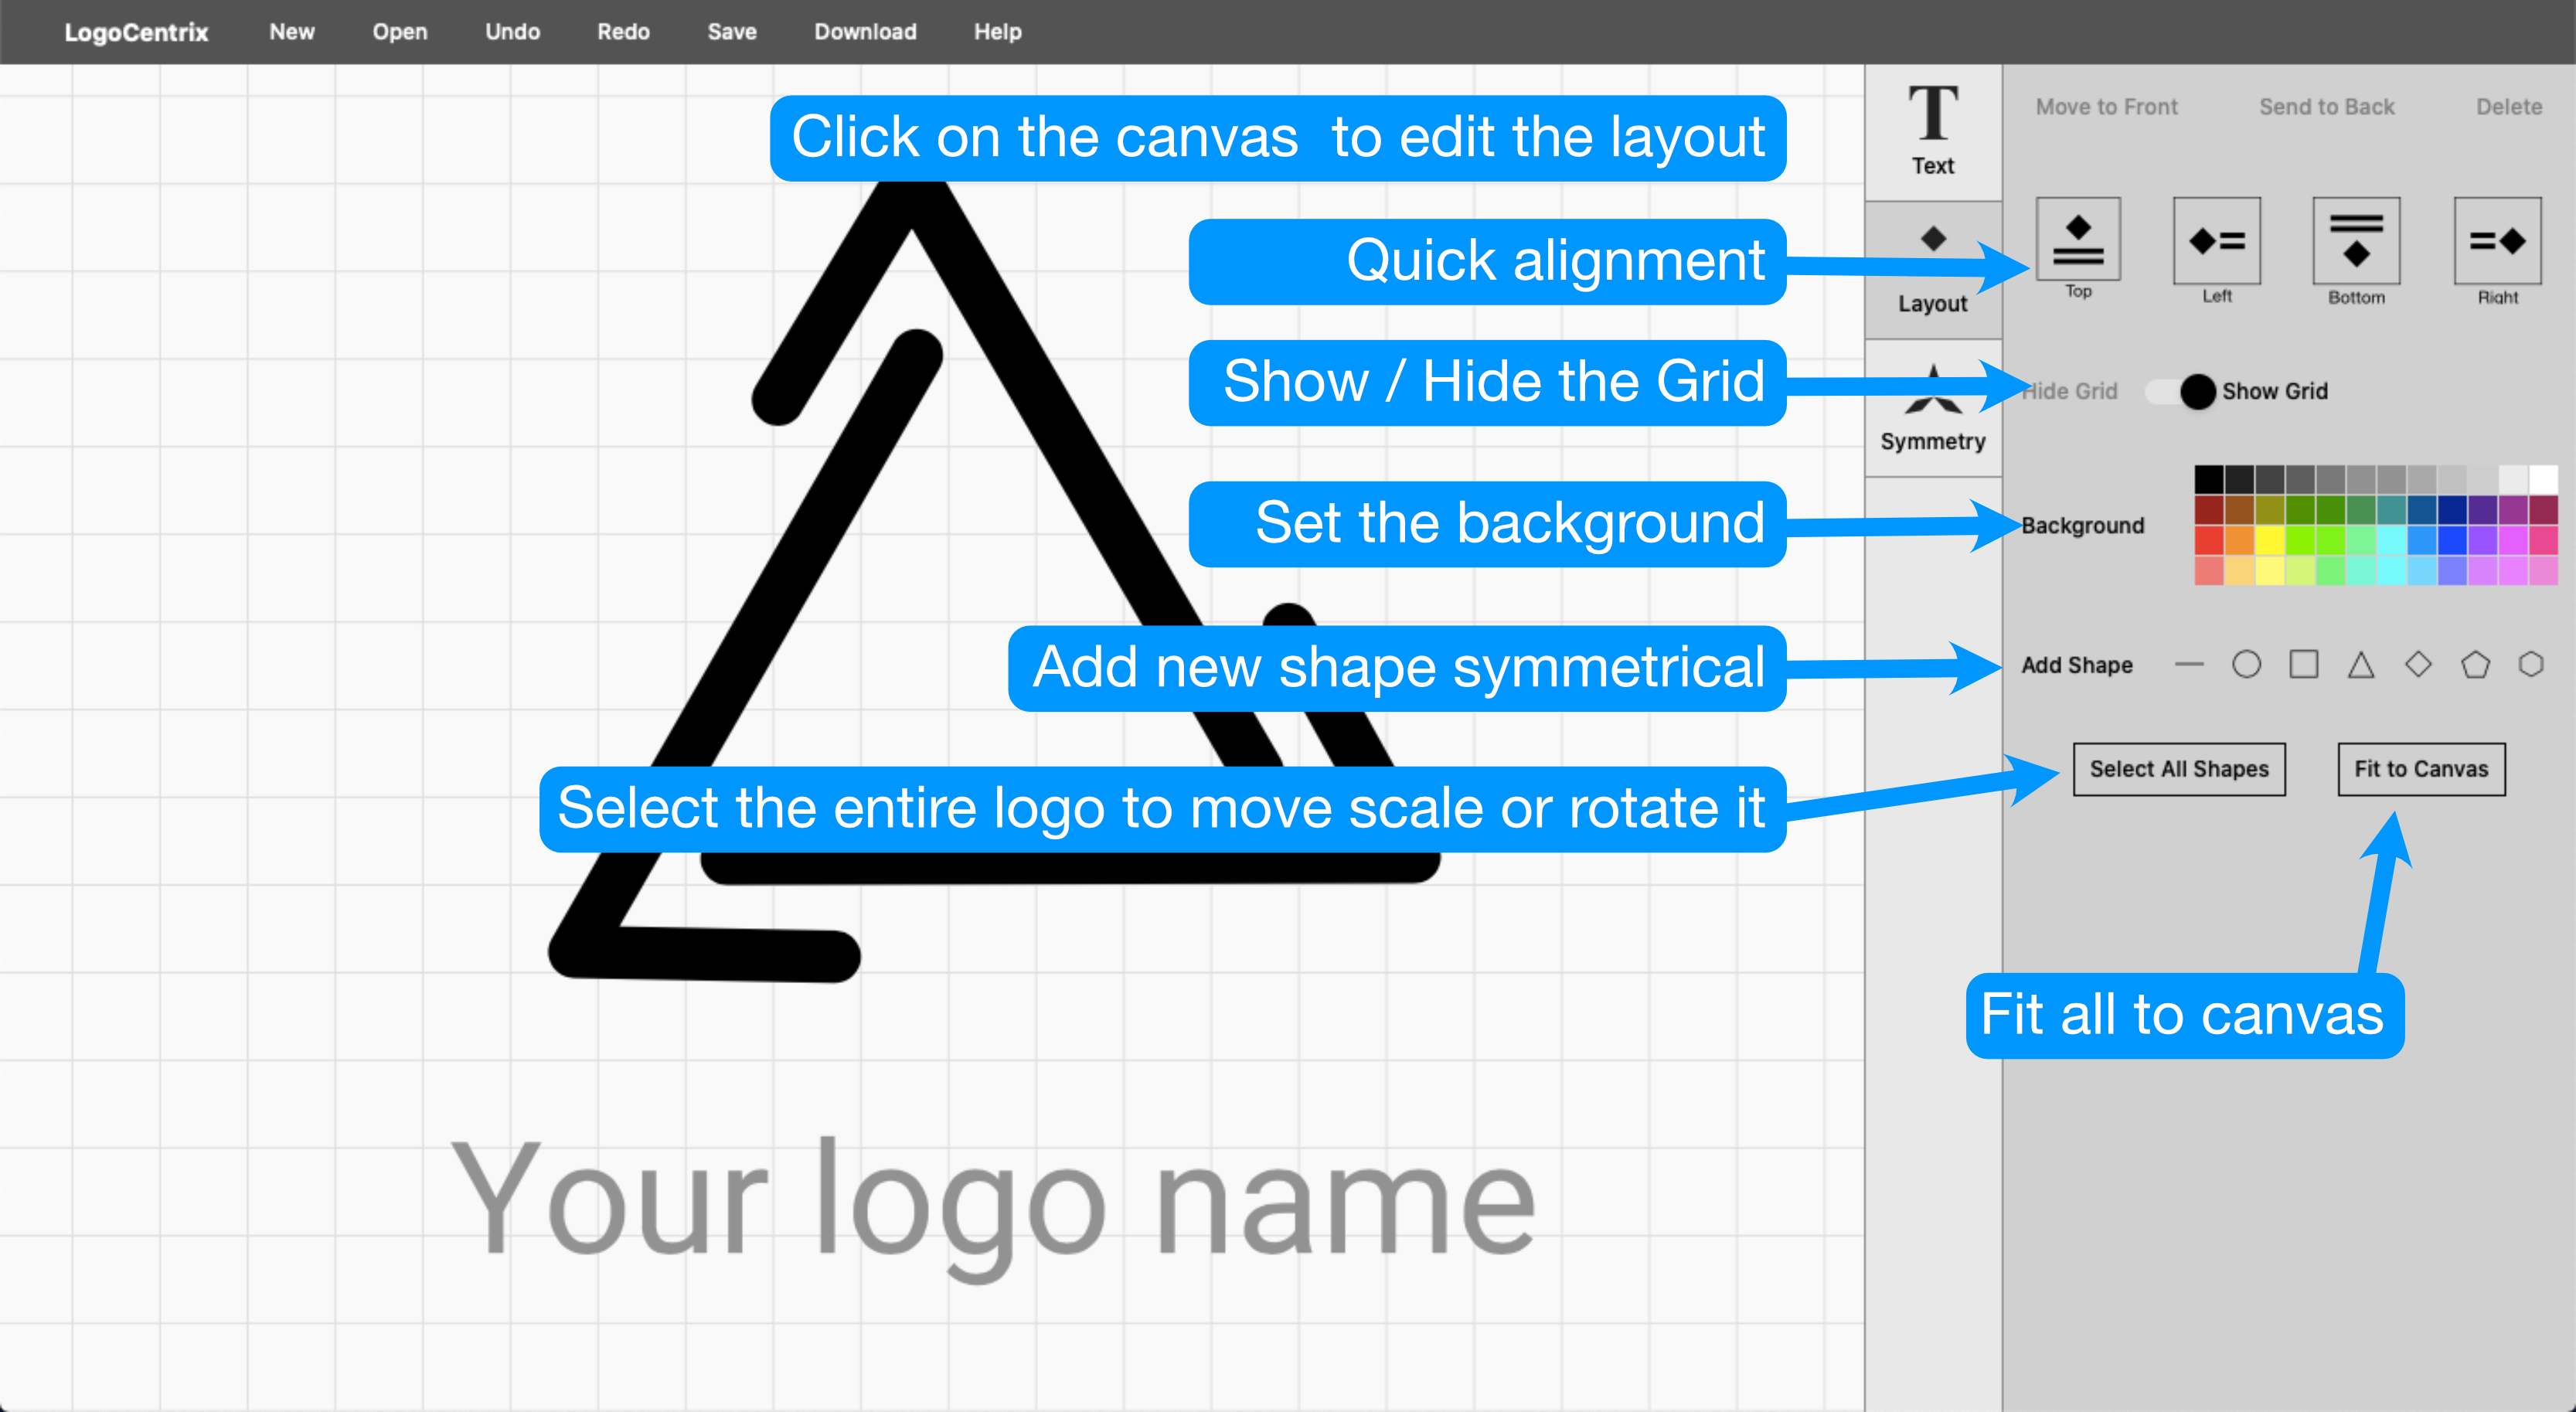 LogoCentrix New Open Undo Redo Save Download Help
Click on the canvas to edit the layout
Quick alignment
Show / Hide the Grid
Set the background
Add new shape symmetrical
Select the entire logo to move scale or rotate it
Your logo name
Text
Layout
Symmetry
Move to Front Send to Back Delete
Top Left Bottom Right
Hide Grid Show Grid
Background
Add Shape
Select All Shapes Fit to Canvas
Fit all to canvas